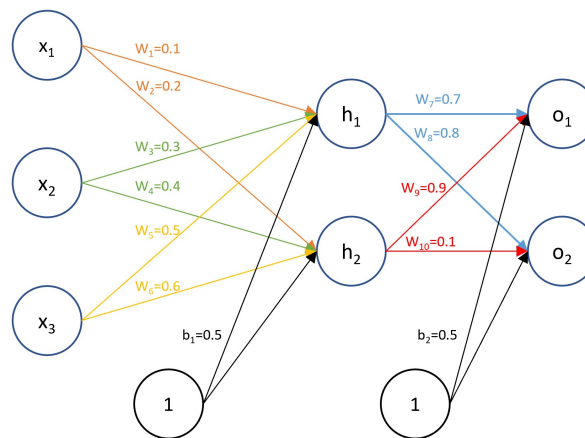 x₁
W₁=0.1
W₂=0.2
h₁
W₇=0.7
o₁
W₈=0.8
W₃=0.3
x₂
W₄=0.4
W₉=0.9
W₅=0.5
h₂
W₁₀=0.1
o₂
W₆=0.6
x₃
b₁=0.5
b₂=0.5
1
1